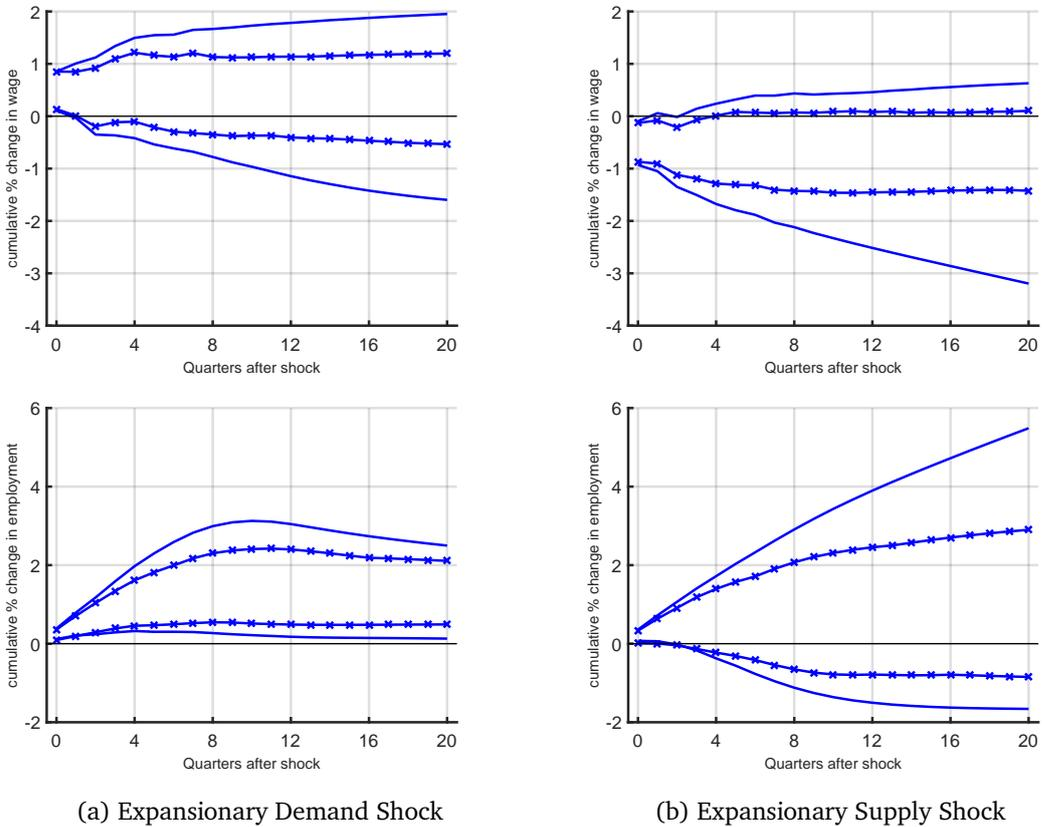 2
1
0
-1
-2
-3
-4
cumulative % change in wage
0 4 8 12 16 20
Quarters after shock
2
1
0
-1
-2
-3
-4
cumulative % change in wage
0 4 8 12 16 20
Quarters after shock
6
4
2
0
-2
cumulative % change in employment
0 4 8 12 16 20
Quarters after shock
6
4
2
0
-2
cumulative % change in employment
0 4 8 12 16 20
Quarters after shock
(a) Expansionary Demand Shock
(b) Expansionary Supply Shock